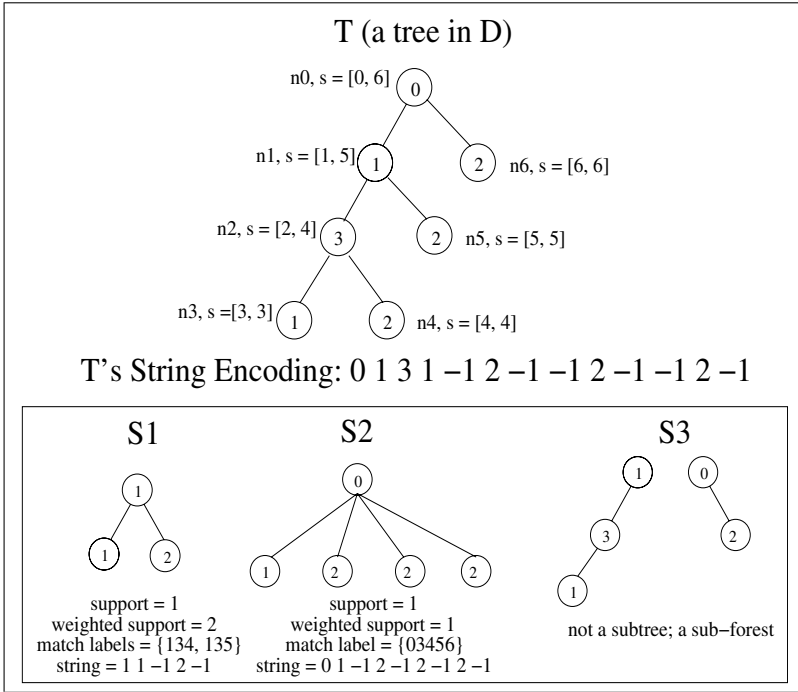 T (a tree in D)
n0, s = [0, 6]
0
n1, s = [1, 5]
1
2
n6, s = [6, 6]
n2, s = [2, 4]
3
2
n5, s = [5, 5]
n3, s =[3, 3]
1
2
n4, s = [4, 4]
T's String Encoding: 0 1 3 1 −1 2 −1 −1 2 −1 −1 2 −1
S1
S2
S3
1
1
2
support = 1
weighted support = 2
match labels = {134, 135}
string = 1 1 −1 2 −1
0
1
2
2
2
support = 1
weighted support = 1
match label = {03456}
string = 0 1 −1 2 −1 2 −1 2 −1
1
0
3
2
1
not a subtree; a sub−forest